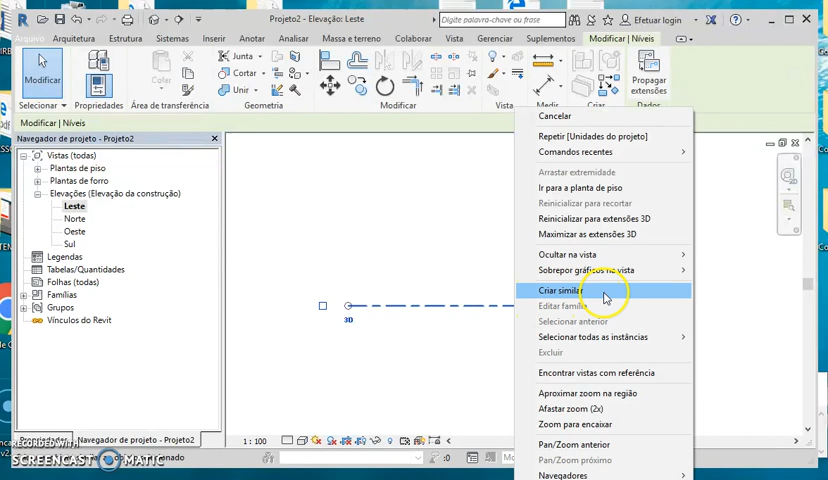 Projeto2 - Elevação: Leste
Digite palavra-chave ou frase
Efetuar login
Arquivo Arquitetura Estrutura Sistemas Anotar Analisar Massa e terreno Colaborar Vista Gerenciar Suplementos Modificar | Níveis
Modificar
Propriedades
Colar
Junta
Cortar
Unir
Propagar
extensões
Selecionar Propriedades Área de transferência Geometria Modificar Vista Medir Criar Dados
Modificar | Níveis
Navegador de projeto - Projeto2
Vistas (todas)
Plantas de piso
Plantas de forro
Elevações (Elevação da construção)
Leste
Norte
Oeste
Sul
Legendas
Tabelas/Quantidades
Folhas (todas)
Famílias
Grupos
Vínculos do Revit
3D
Cancelar
Repetir [Unidades do projeto]
Comandos recentes
Arrastar extremidade
Ir para a planta de piso
Reinicializar para recortar
Reinicializar para extensões 3D
Maximizar as extensões 3D
Ocultar na vista
Sobrepor gráficos na vista
Criar similar
Editar família
Selecionar anterior
Selecionar todas as instâncias
Excluir
Encontrar vistas com referência
Aproximar zoom na região
Afastar zoom (2x)
Zoom para encaixar
Pan/Zoom anterior
Pan/Zoom próximo
Navegadores
Propriedades Navegador de projeto - Projeto2
1 : 100
:0
RECORDED WITH
SCREENCAST MATIC